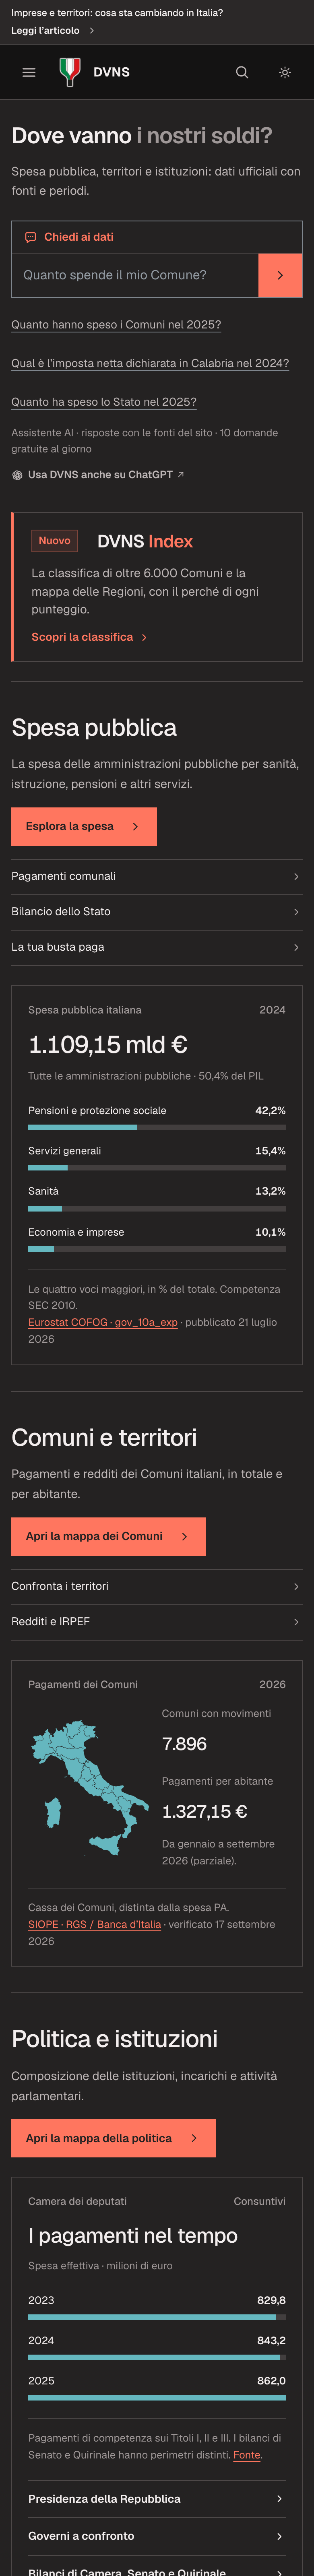 Imprese e territori: cosa sta cambiando in Italia?
Leggi l'articolo
DVNS
Dove vanno i nostri soldi?
Spesa pubblica, territori e istituzioni: dati ufficiali con
fonti e periodi.
Chiedi ai dati
Quanto spende il mio Comune?
Quanto hanno speso i Comuni nel 2025?
Qual è l'imposta netta dichiarata in Calabria nel 2024?
Quanto ha speso lo Stato nel 2025?
Assistente AI · risposte con le fonti del sito · 10 domande
gratuite al giorno
Usa DVNS anche su ChatGPT ↗
Nuovo
DVNS Index
La classifica di oltre 6.000 Comuni e la
mappa delle Regioni, con il perché di ogni
punteggio.
Scopri la classifica
Spesa pubblica
La spesa delle amministrazioni pubbliche per sanità,
istruzione, pensioni e altri servizi.
Esplora la spesa
Pagamenti comunali
Bilancio dello Stato
La tua busta paga
Spesa pubblica italiana 2024
1.109,15 mld €
Tutte le amministrazioni pubbliche · 50,4% del PIL
Pensioni e protezione sociale 42,2%
Servizi generali 15,4%
Sanità 13,2%
Economia e imprese 10,1%
Le quattro voci maggiori, in % del totale. Competenza
SEC 2010.
Eurostat COFOG · gov_10a_exp · pubblicato 21 luglio
2026
Comuni e territori
Pagamenti e redditi dei Comuni italiani, in totale e
per abitante.
Apri la mappa dei Comuni
Confronta i territori
Redditi e IRPEF
Pagamenti dei Comuni 2026
Comuni con movimenti
7.896
Pagamenti per abitante
1.327,15 €
Da gennaio a settembre
2026 (parziale).
Cassa dei Comuni, distinta dalla spesa PA.
SIOPE · RGS / Banca d'Italia · verificato 17 settembre
2026
Politica e istituzioni
Composizione delle istituzioni, incarichi e attività
parlamentari.
Apri la mappa della politica
Camera dei deputati Consuntivi
I pagamenti nel tempo
Spesa effettiva · milioni di euro
2023 829,8
2024 843,2
2025 862,0
Pagamenti di competenza sui Titoli I, II e III. I bilanci di
Senato e Quirinale hanno perimetri distinti. Fonte.
Presidenza della Repubblica
Governi a confronto
Bilanci di Camera, Senato e Quirinale